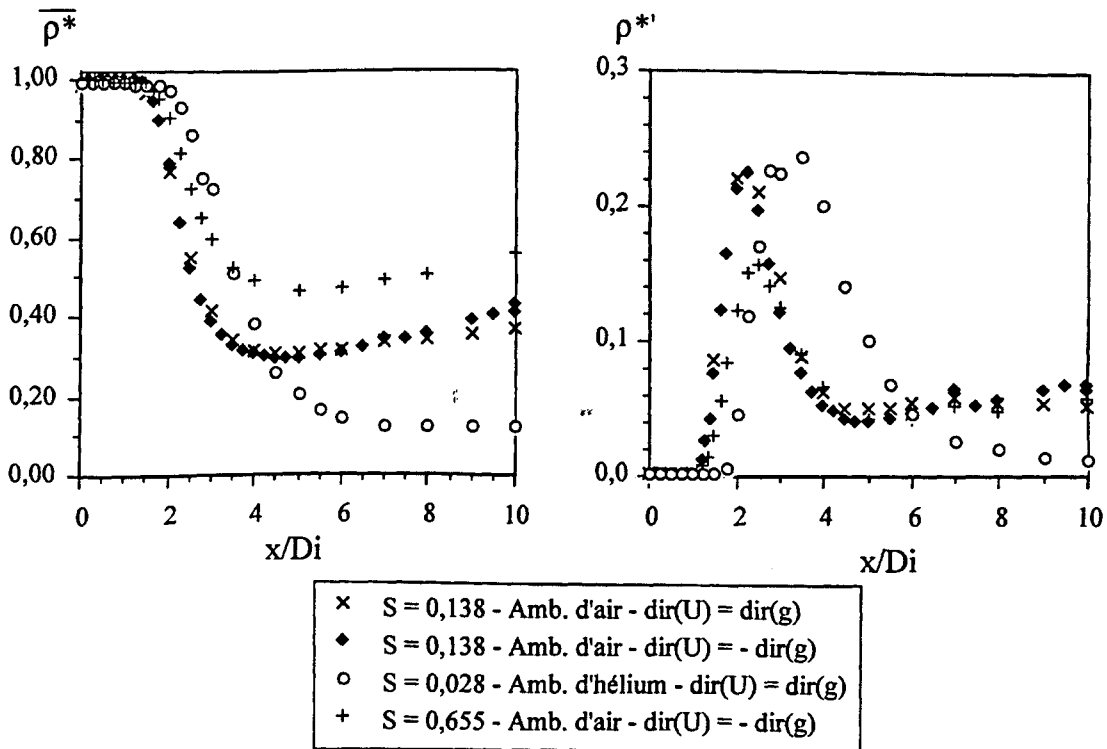 ρ*
ρ*'
1,00
0,80
0,60
0,40
0,20
0,00
0 2 4 6 8 10
x/Di
0,3
0,2
0,1
0,0
0 2 4 6 8 10
x/Di
× S = 0,138 - Amb. d'air - dir(U) = dir(g)
◆ S = 0,138 - Amb. d'air - dir(U) = - dir(g)
○ S = 0,028 - Amb. d'hélium - dir(U) = dir(g)
+ S = 0,655 - Amb. d'air - dir(U) = - dir(g)